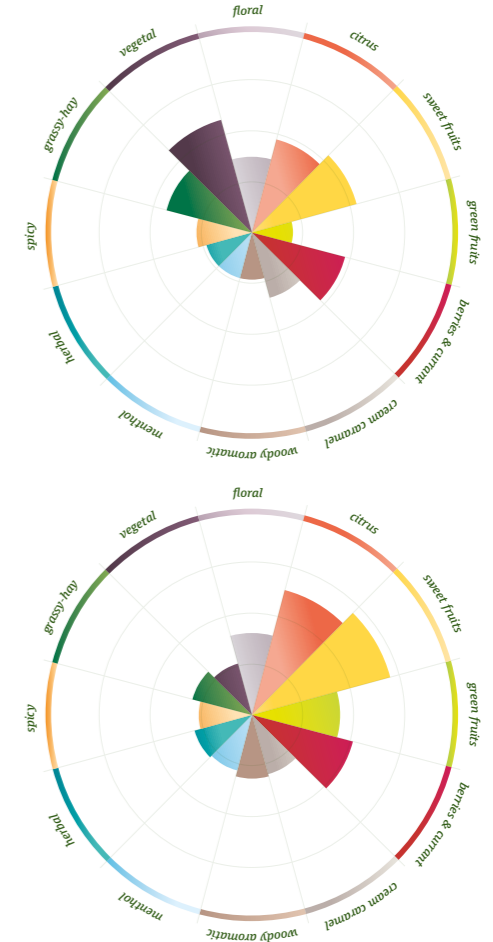 floral
citrus
sweet fruits
green fruits
berries & currant
cream caramel
woody aromatic
menthol
herbal
spicy
grassy-hay
vegetal
floral
citrus
sweet fruits
green fruits
berries & currant
cream caramel
woody aromatic
menthol
herbal
spicy
grassy-hay
vegetal